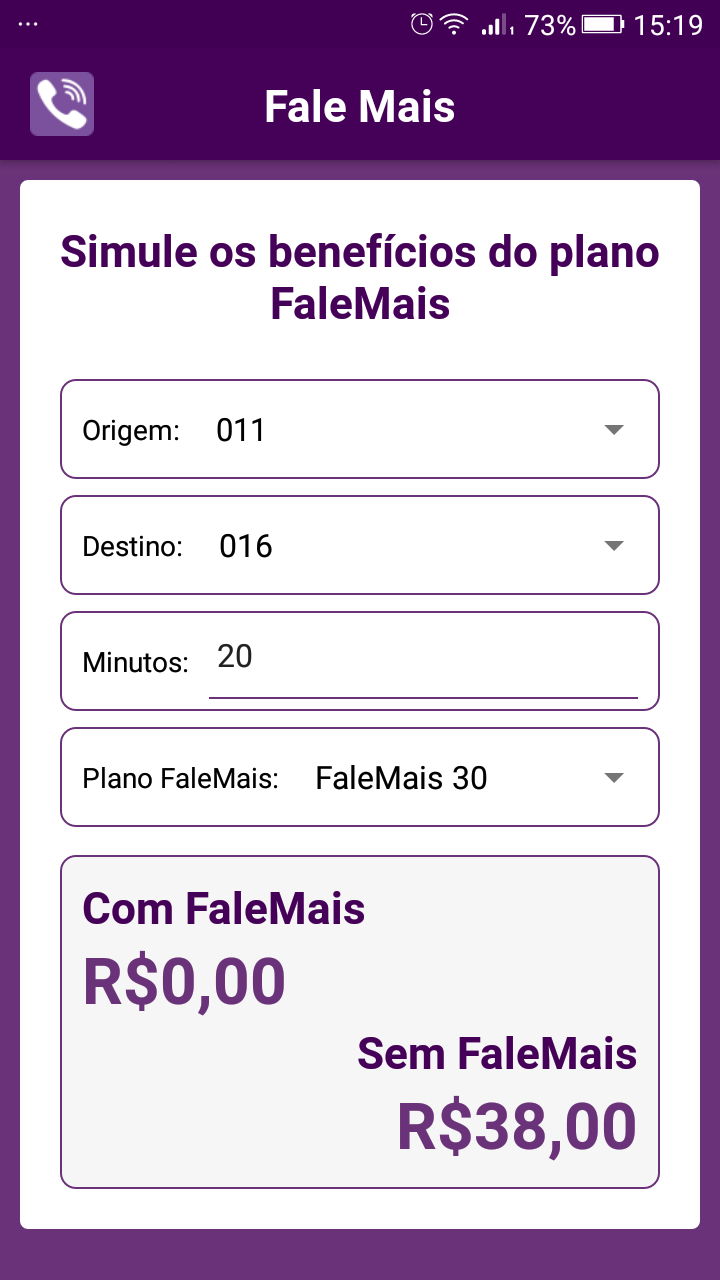 73% 15:19
Fale Mais
Simule os benefícios do plano
FaleMais
Origem: 011
Destino: 016
Minutos: 20
Plano FaleMais: FaleMais 30
Com FaleMais
R$0,00
Sem FaleMais
R$38,00